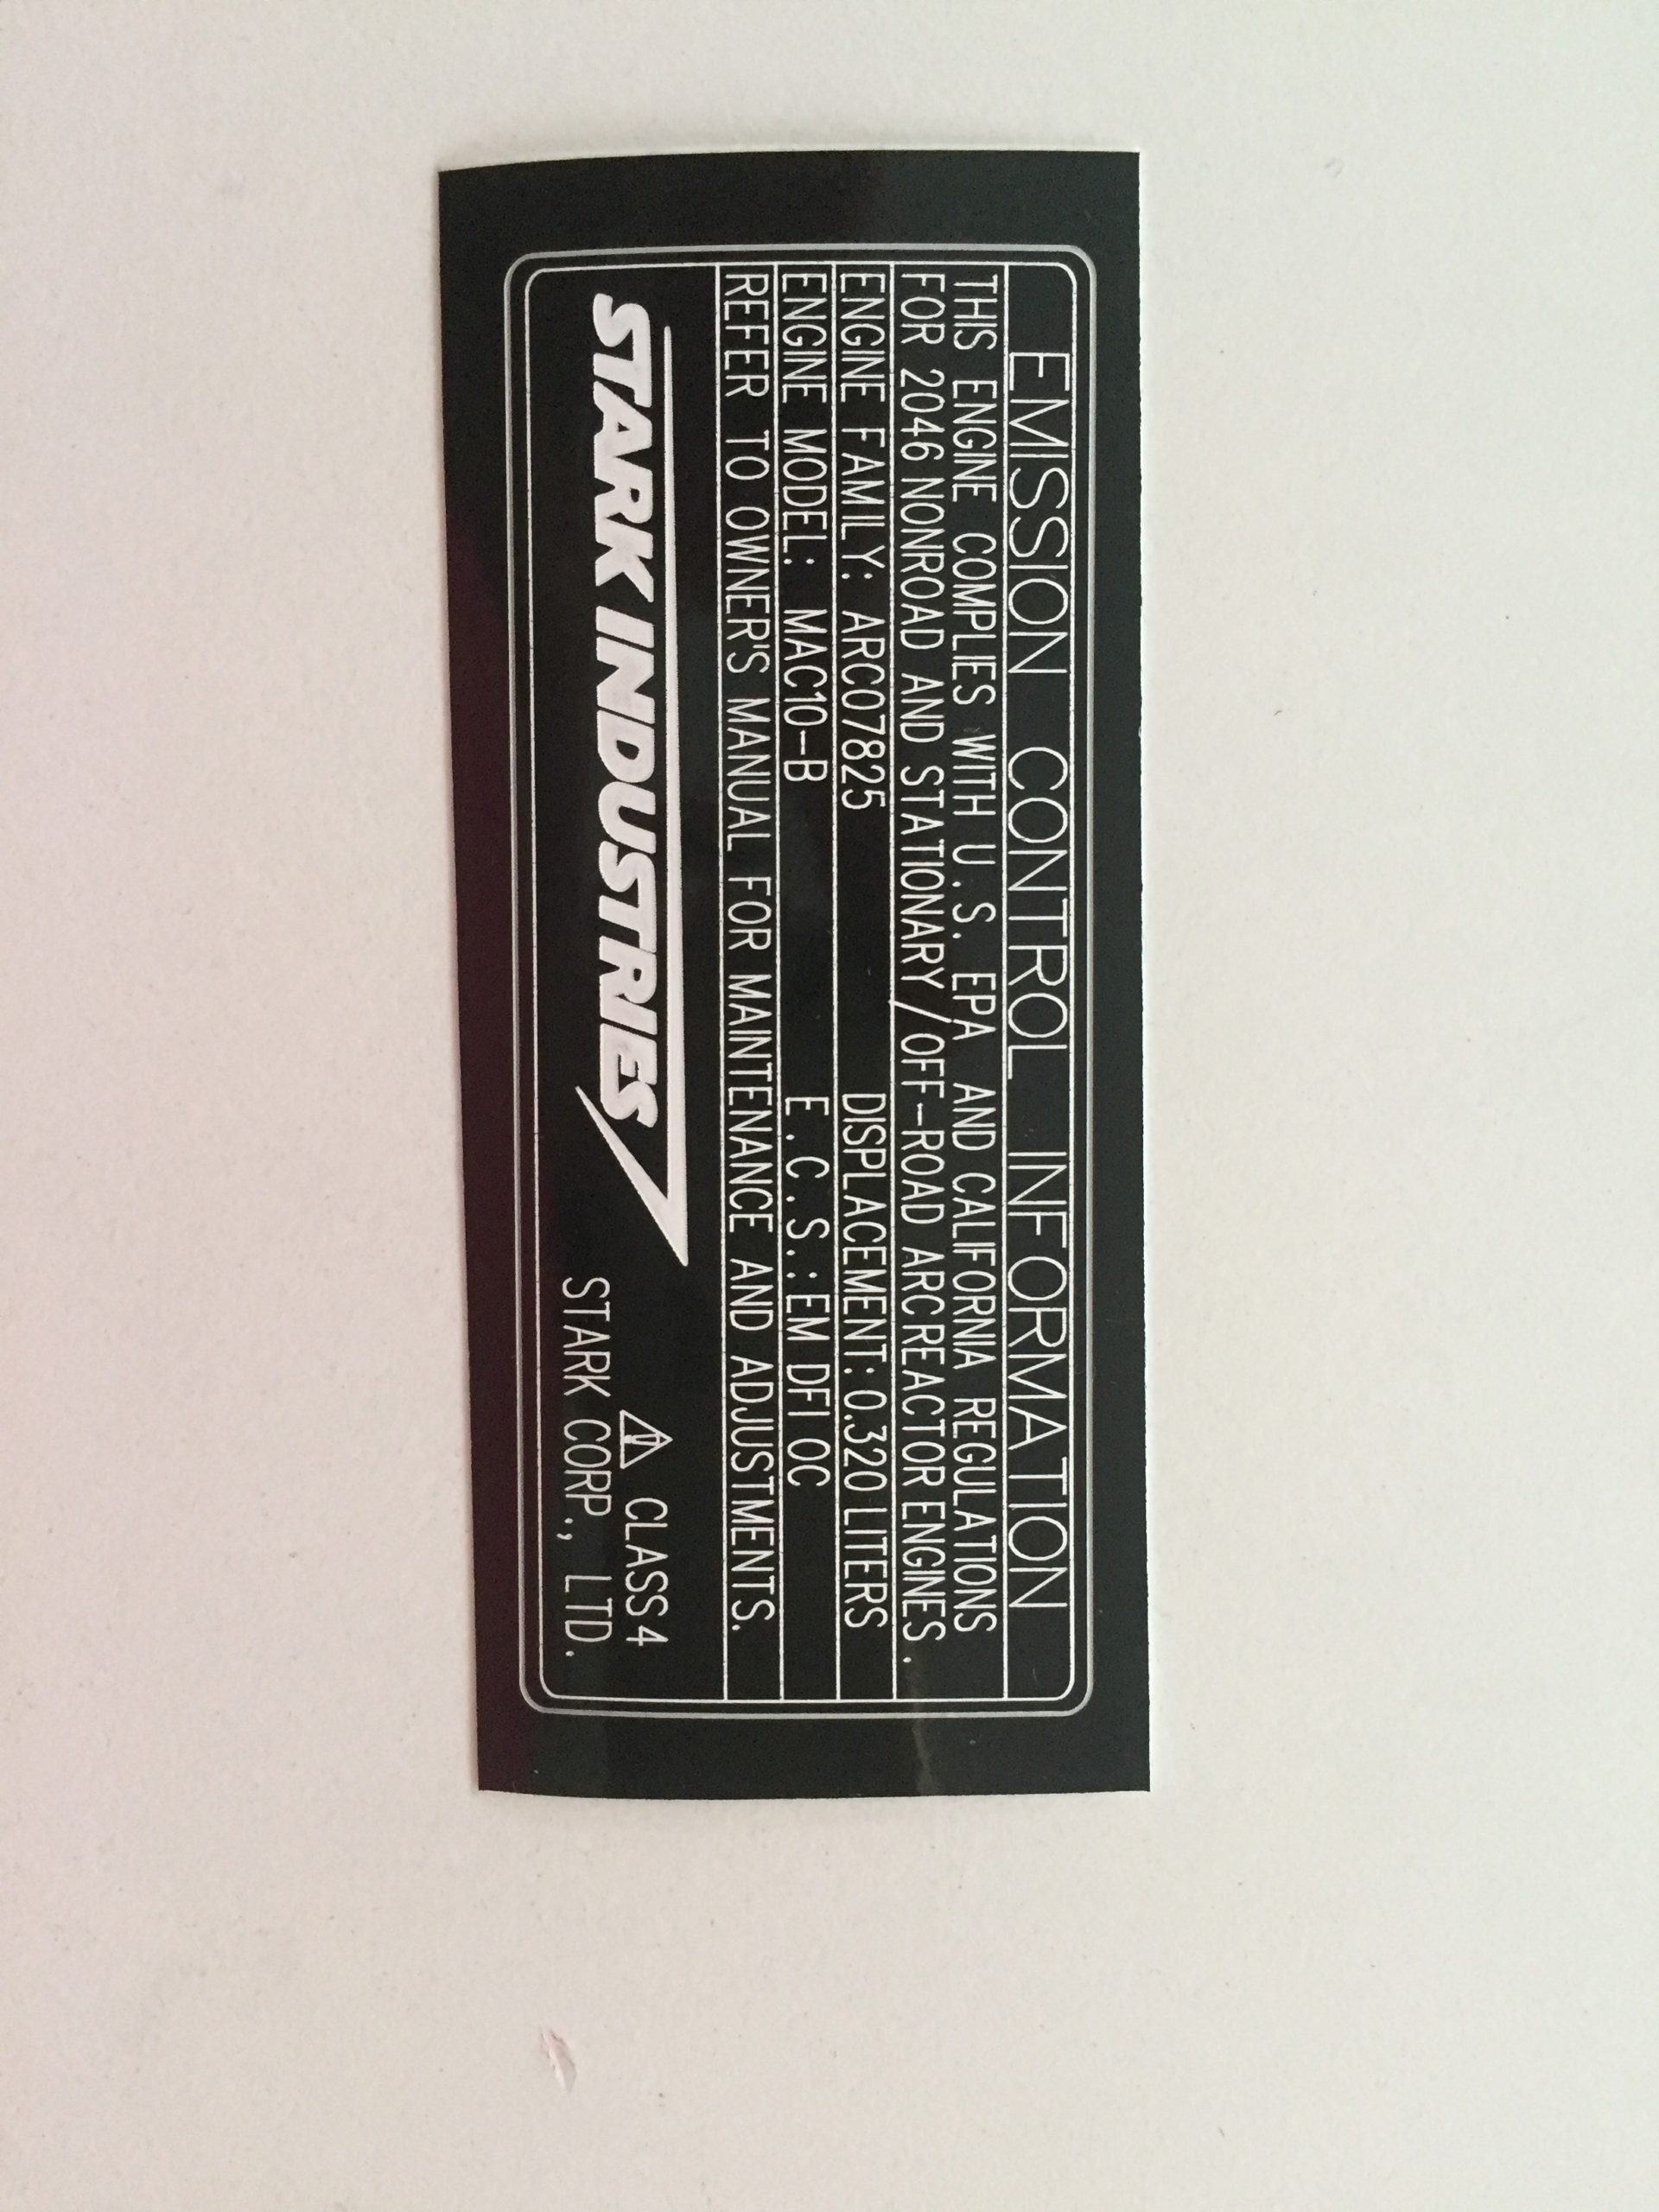 EMISSION CONTROL INFORMATION
THIS ENGINE COMPLIES WITH U.S. EPA AND CALIFORNIA REGULATIONS
FOR 2046 NONROAD AND STATIONARY/OFF-ROAD ARCREACTOR ENGINES.
ENGINE FAMILY: ARC07825 DISPLACEMENT: 0.320 LITERS
ENGINE MODEL: MAC10-B E.C.S.: EM DFI OC
REFER TO OWNER'S MANUAL FOR MAINTENANCE AND ADJUSTMENTS.
STARK INDUSTRIES
CLASS 4
STARK CORP., LTD.